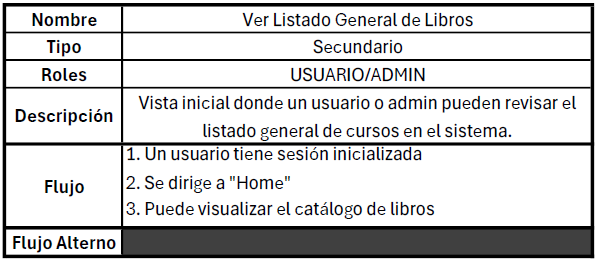 Nombre Ver Listado General de Libros
Tipo Secundario
Roles USUARIO/ADMIN
Descripción Vista inicial donde un usuario o admin pueden revisar el
listado general de cursos en el sistema.
Flujo 1. Un usuario tiene sesión inicializada
2. Se dirige a "Home"
3. Puede visualizar el catálogo de libros
Flujo Alterno